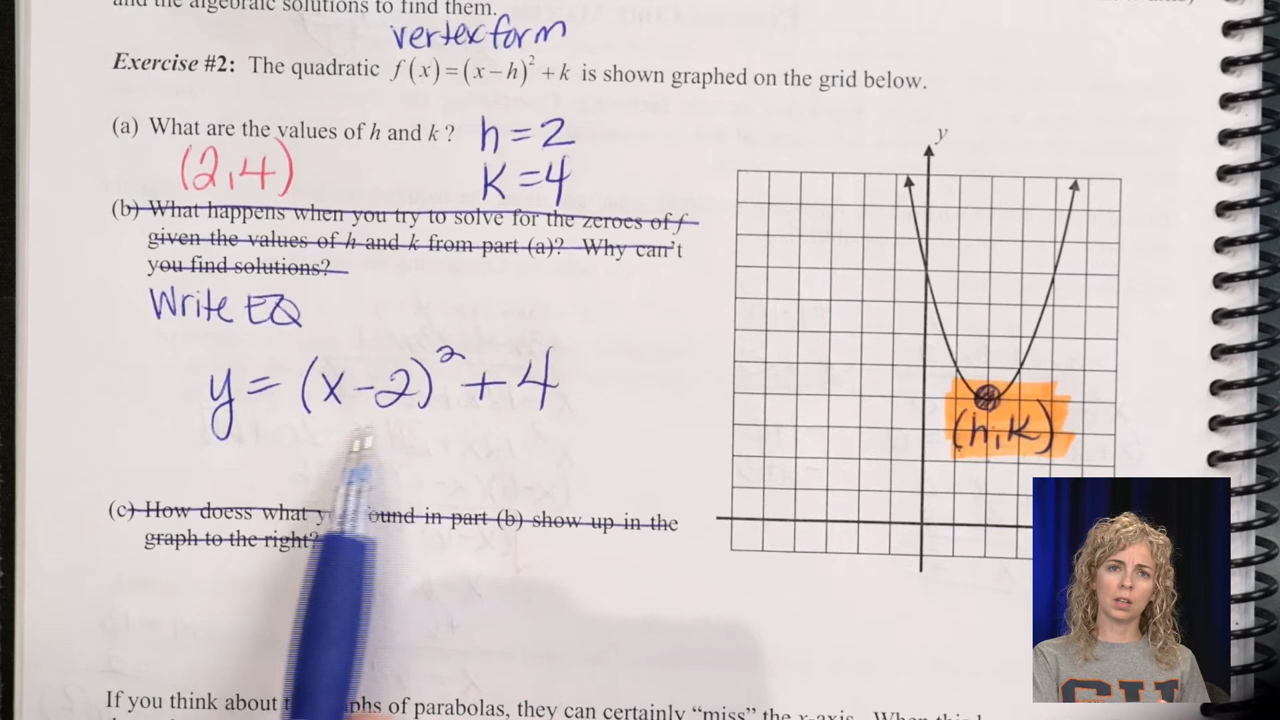 and the algebraic solutions to find them.
vertex form
Exercise #2: The quadratic f(x)=(x−h)²+k is shown graphed on the grid below.
(a) What are the values of h and k ? h = 2
(2,4) K = 4
(b) What happens when you try to solve for the zeroes of f
given the values of h and k from part (a)? Why can't
you find solutions?
Write EQ
y = (x-2)² + 4
(c) How doess what in part (b) show up in the
graph to the right?
y
(h,K)
If you think about of parabolas, they can certainly "miss" the x-axis. When this